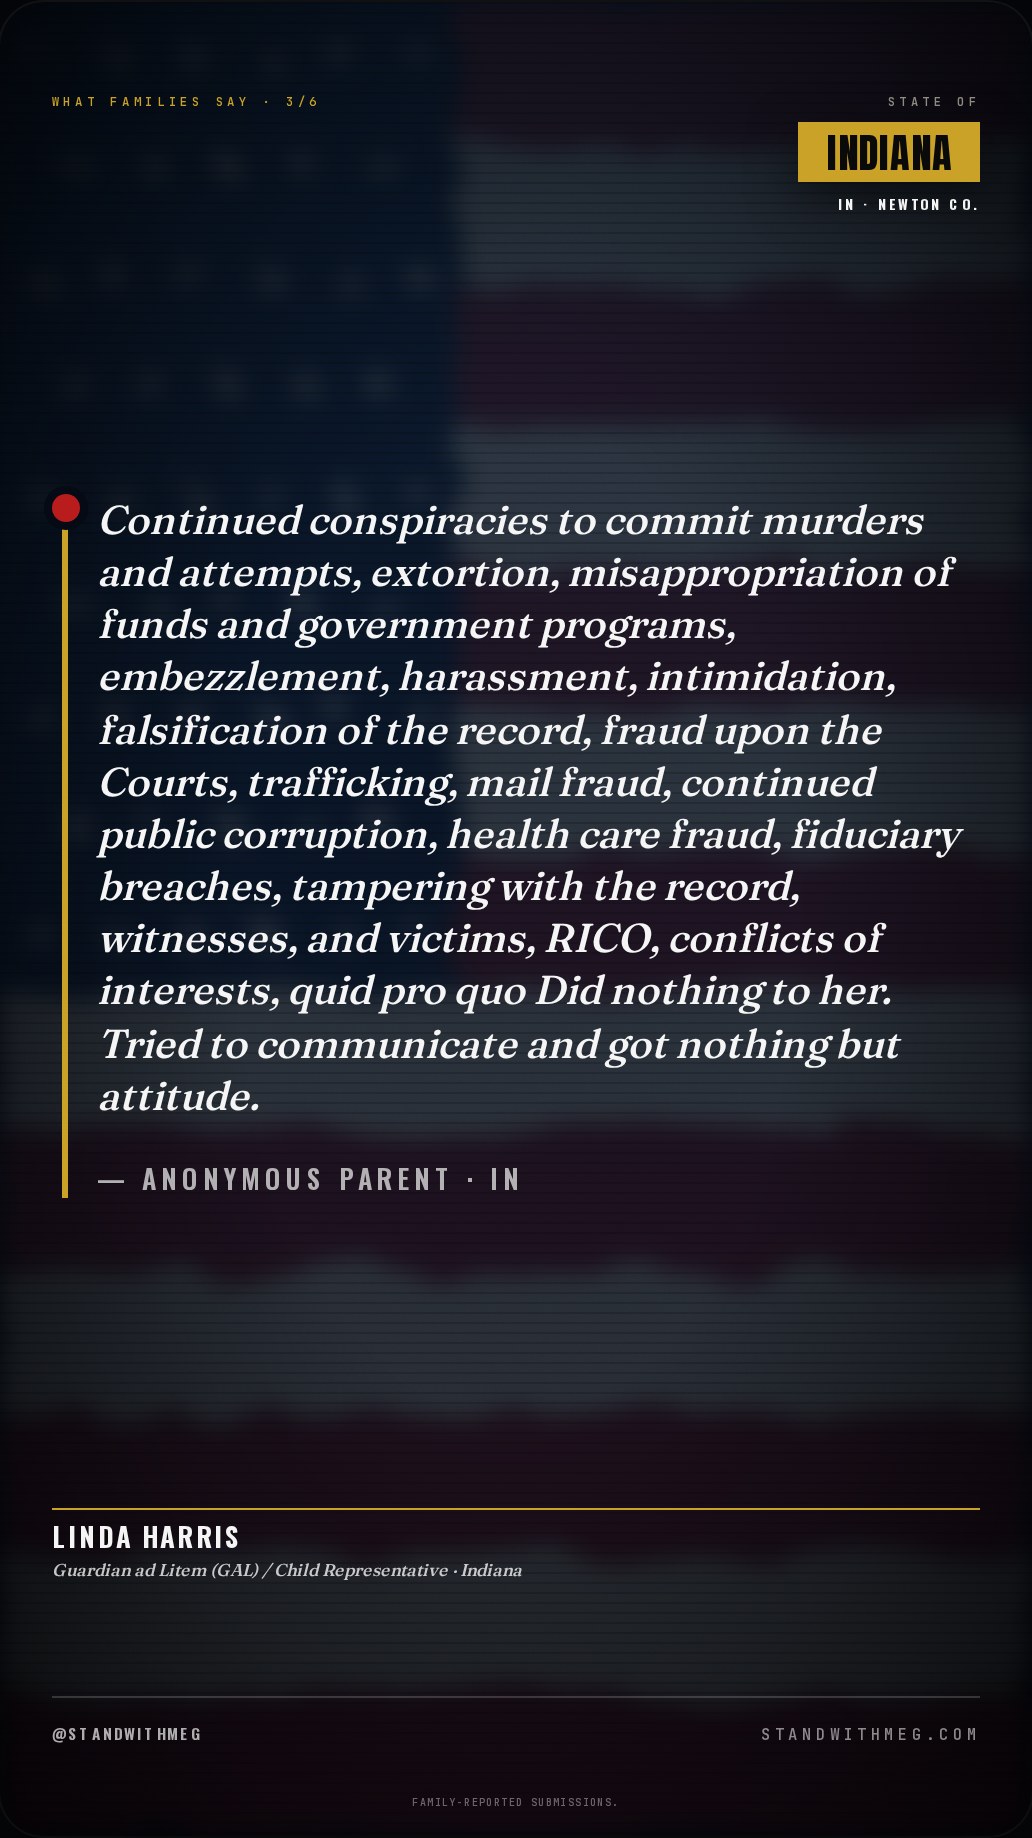 WHAT FAMILIES SAY · 3/6
STATE OF
INDIANA
IN · NEWTON CO.
Continued conspiracies to commit murders
and attempts, extortion, misappropriation of
funds and government programs,
embezzlement, harassment, intimidation,
falsification of the record, fraud upon the
Courts, trafficking, mail fraud, continued
public corruption, health care fraud, fiduciary
breaches, tampering with the record,
witnesses, and victims, RICO, conflicts of
interests, quid pro quo Did nothing to her.
Tried to communicate and got nothing but
attitude.
— ANONYMOUS PARENT · IN
LINDA HARRIS
Guardian ad Litem (GAL) / Child Representative · Indiana
@STANDWITHMEG
STANDWITHMEG.COM
FAMILY-REPORTED SUBMISSIONS.